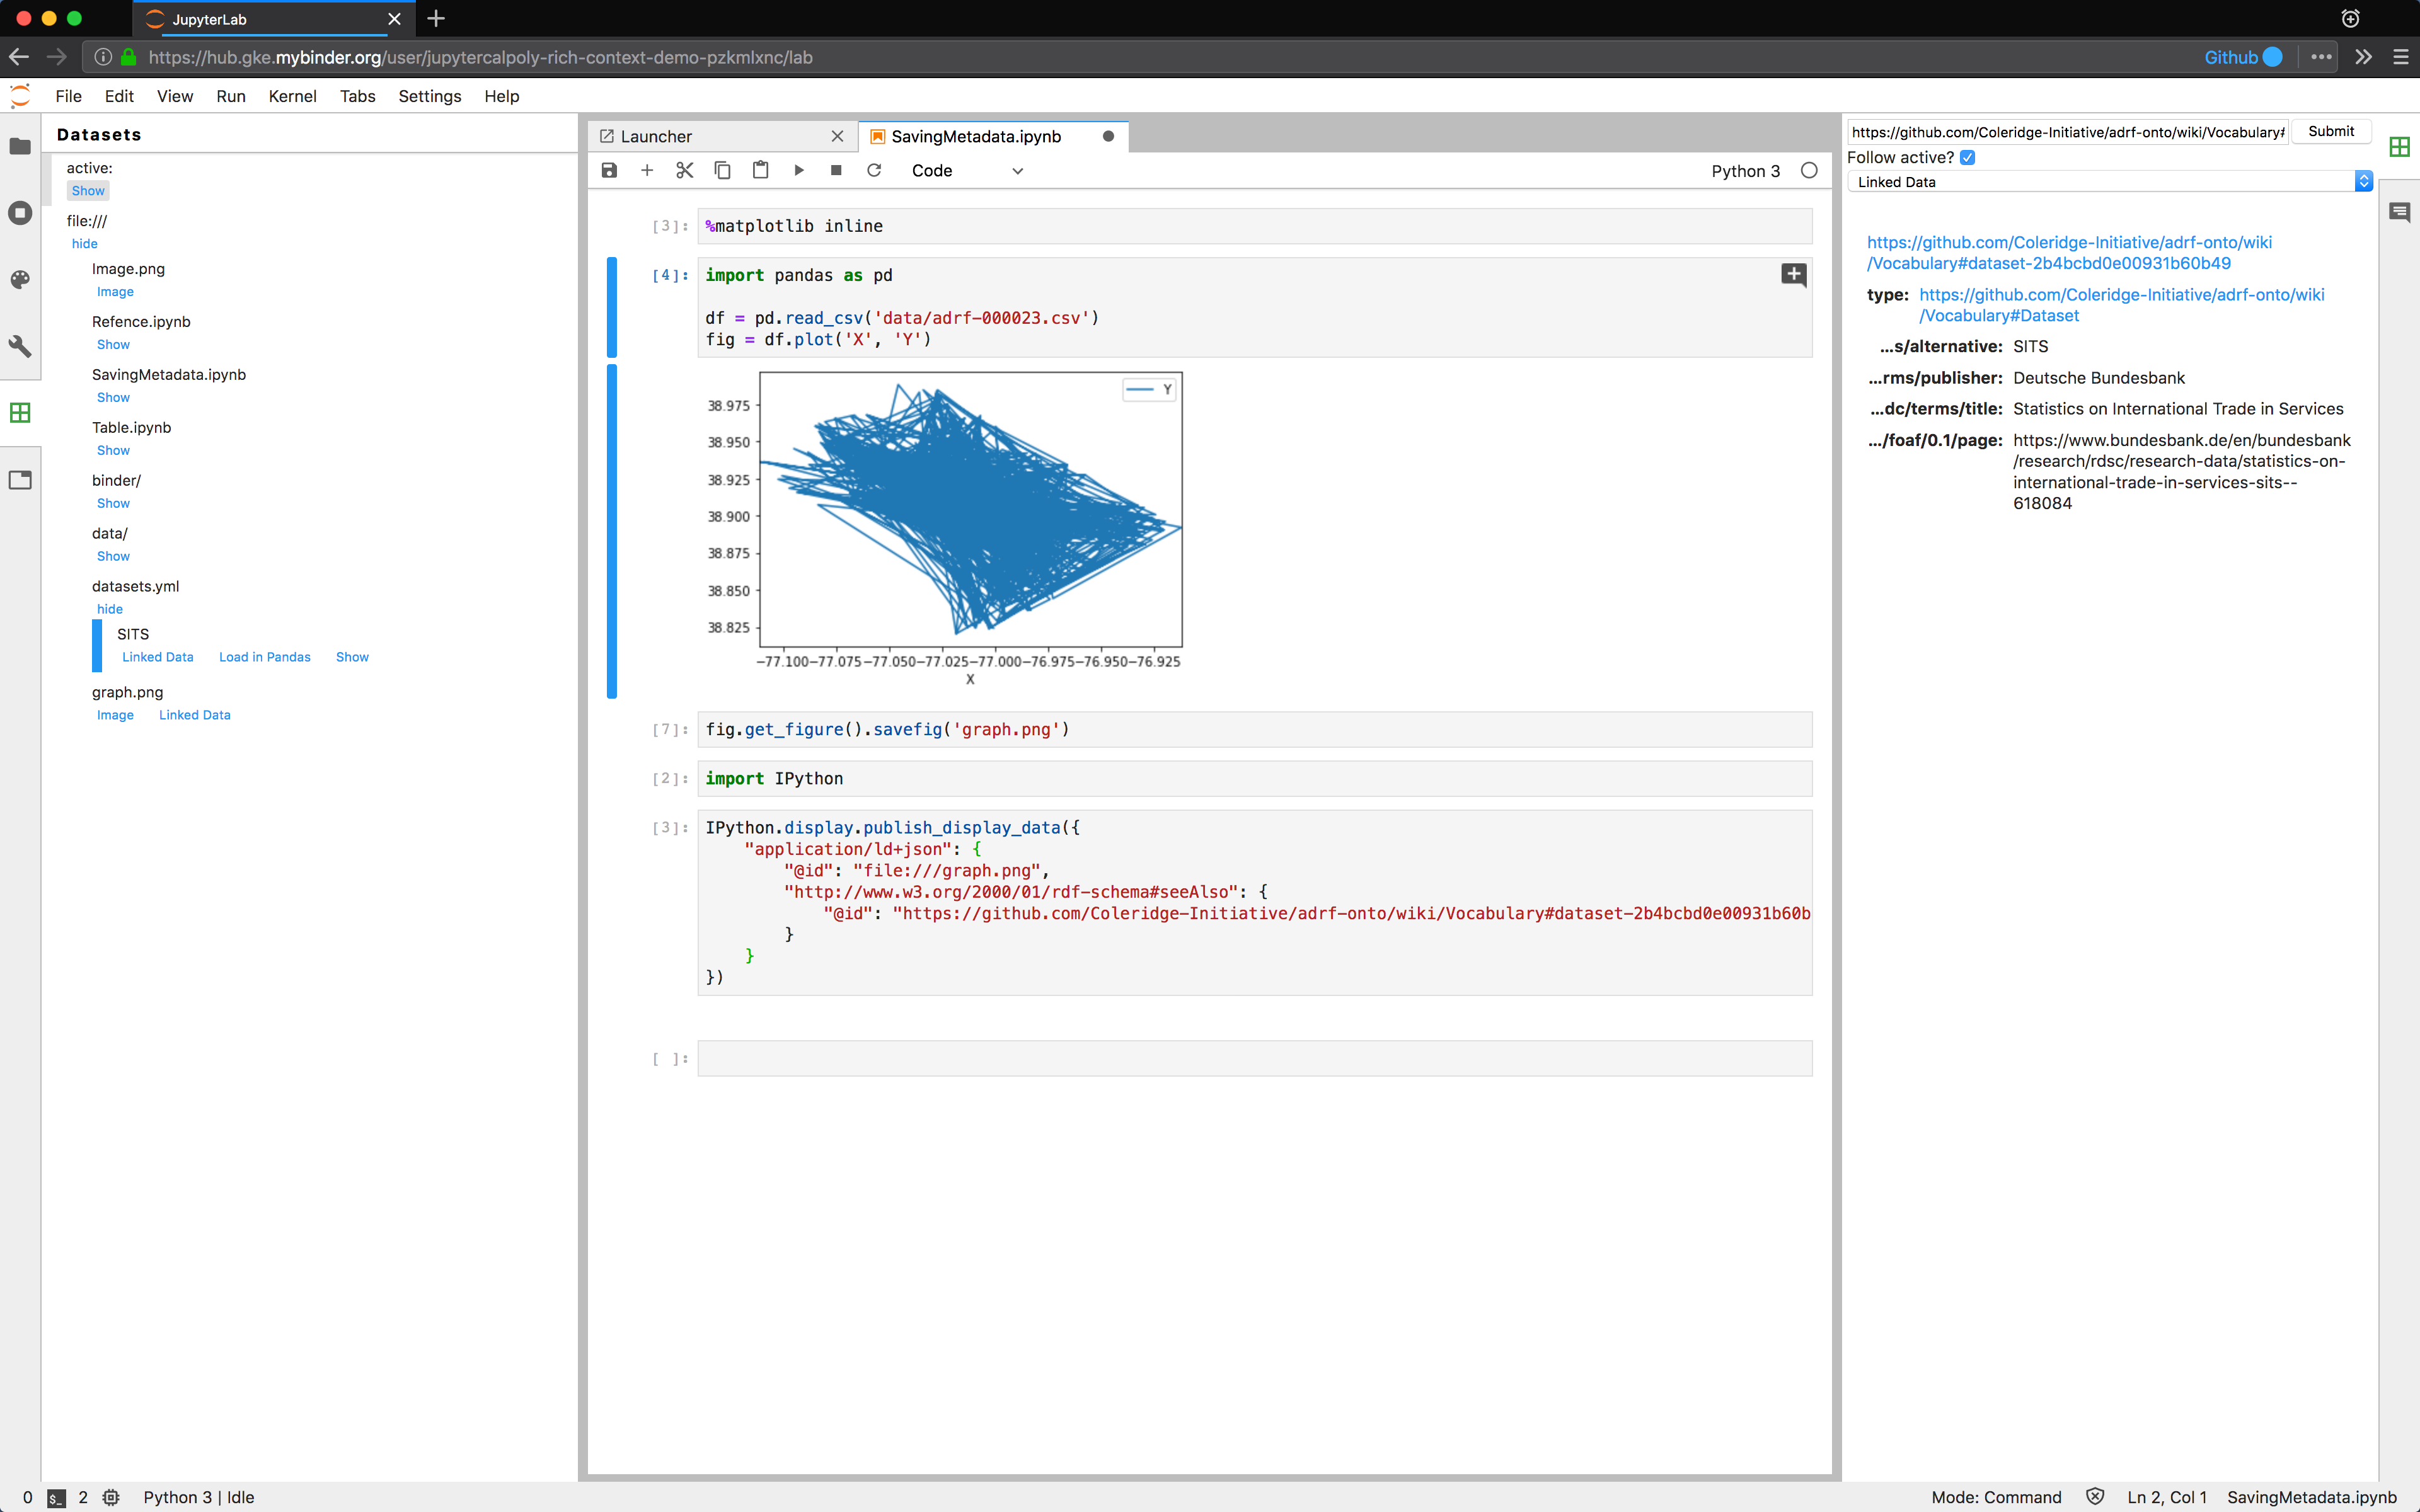 JupyterLab
https://hub.gke.mybinder.org/user/jupytercalpoly-rich-context-demo-pzkmlxnc/lab
Github
File Edit View Run Kernel Tabs Settings Help
Datasets
active:
Show
file:///
hide
Image.png
Image
Refence.ipynb
Show
SavingMetadata.ipynb
Show
Table.ipynb
Show
binder/
Show
data/
Show
datasets.yml
hide
SITS
Linked Data Load in Pandas Show
graph.png
Image Linked Data
Launcher
SavingMetadata.ipynb
Code
Python 3
[3]: %matplotlib inline
[4]: import pandas as pd
df = pd.read_csv('data/adrf-000023.csv')
fig = df.plot('X', 'Y')
Y
38.975
38.950
38.925
38.900
38.875
38.850
38.825
−77.100−77.075−77.050−77.025−77.000−76.975−76.950−76.925
X
[7]: fig.get_figure().savefig('graph.png')
[2]: import IPython
[3]: IPython.display.publish_display_data({
"application/ld+json": {
"@id": "file:///graph.png",
"http://www.w3.org/2000/01/rdf-schema#seeAlso": {
"@id": "https://github.com/Coleridge-Initiative/adrf-onto/wiki/Vocabulary#dataset-2b4bcbd0e00931b60b
}
}
})
[ ]:
https://github.com/Coleridge-Initiative/adrf-onto/wiki/Vocabulary# Submit
Follow active?
Linked Data
https://github.com/Coleridge-Initiative/adrf-onto/wiki
/Vocabulary#dataset-2b4bcbd0e00931b60b49
type: https://github.com/Coleridge-Initiative/adrf-onto/wiki
/Vocabulary#Dataset
...s/alternative: SITS
...rms/publisher: Deutsche Bundesbank
...dc/terms/title: Statistics on International Trade in Services
.../foaf/0.1/page: https://www.bundesbank.de/en/bundesbank
/research/rdsc/research-data/statistics-on-
international-trade-in-services-sits--
618084
0 $_ 2 Python 3 | Idle
Mode: Command Ln 2, Col 1 SavingMetadata.ipynb